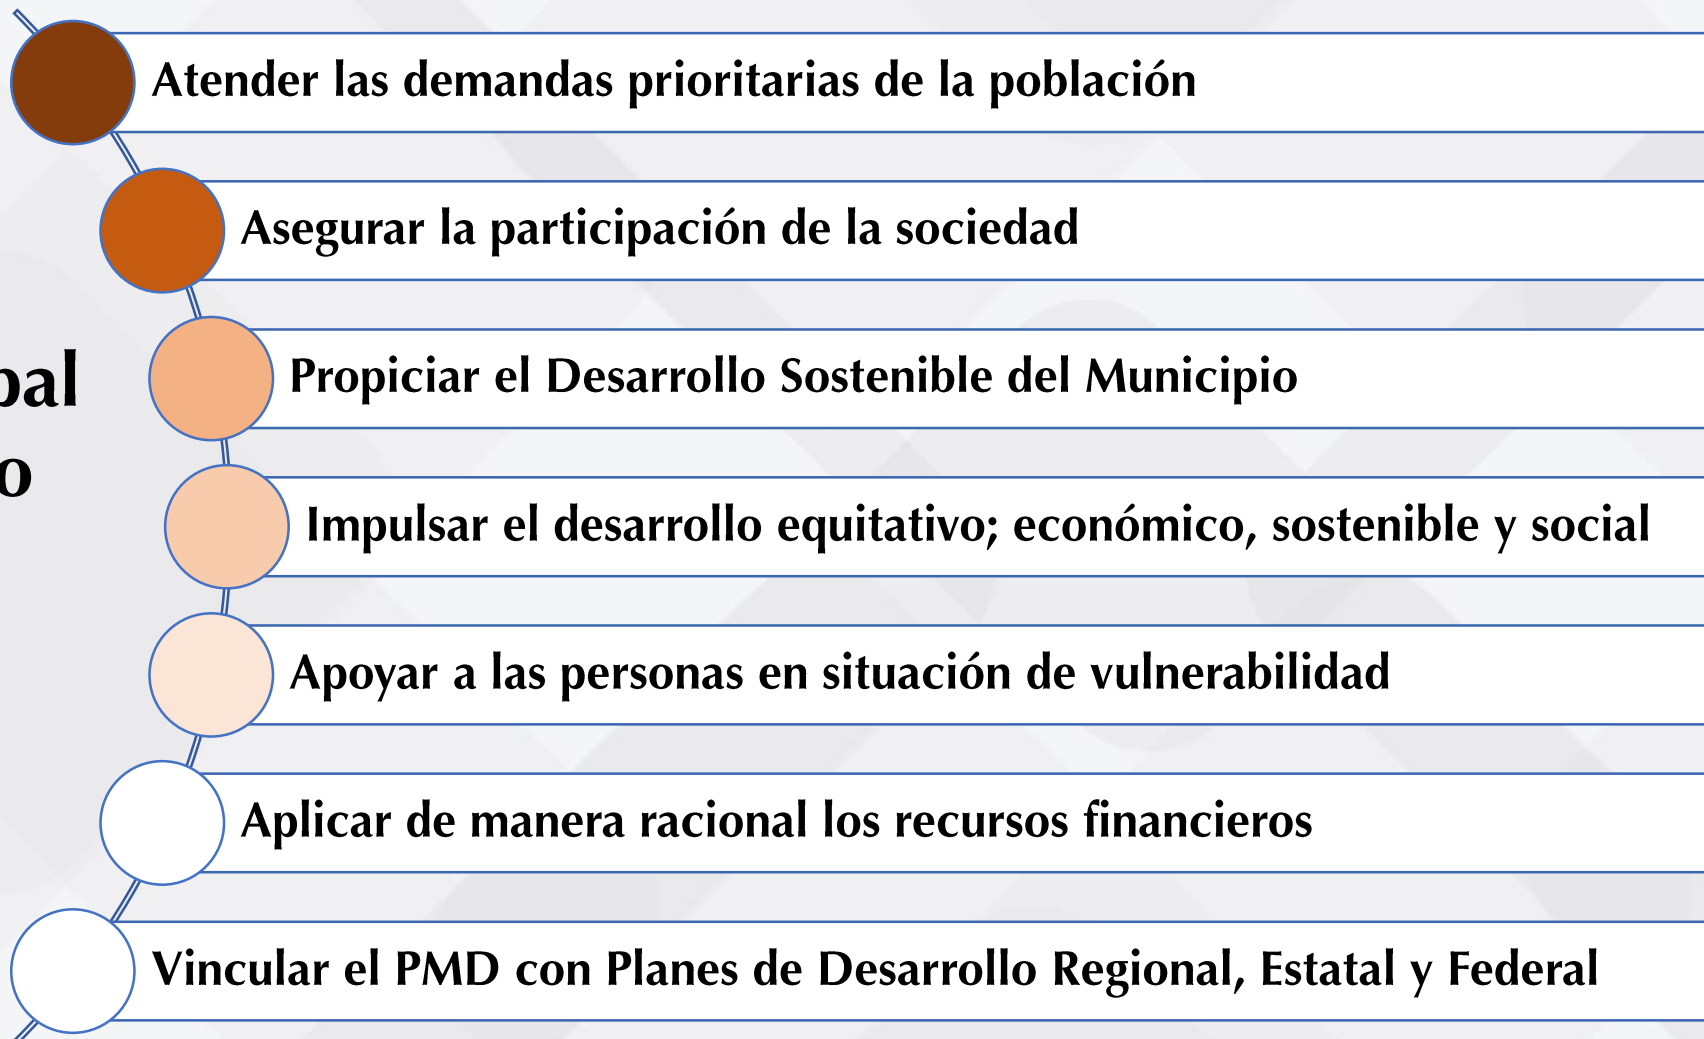 Atender las demandas prioritarias de la población
Asegurar la participación de la sociedad
Propiciar el Desarrollo Sostenible del Municipio
Impulsar el desarrollo equitativo; económico, sostenible y social
Apoyar a las personas en situación de vulnerabilidad
Aplicar de manera racional los recursos financieros
Vincular el PMD con Planes de Desarrollo Regional, Estatal y Federal